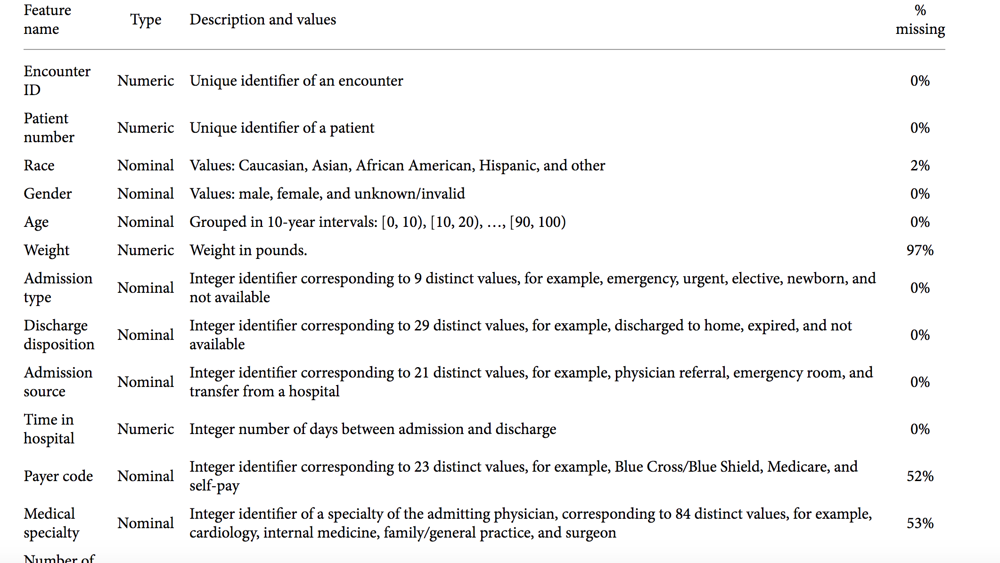 Feature name Type Description and values % missing
Encounter ID Numeric Unique identifier of an encounter 0%
Patient number Numeric Unique identifier of a patient 0%
Race Nominal Values: Caucasian, Asian, African American, Hispanic, and other 2%
Gender Nominal Values: male, female, and unknown/invalid 0%
Age Nominal Grouped in 10-year intervals: [0, 10), [10, 20), …, [90, 100) 0%
Weight Numeric Weight in pounds. 97%
Admission type Nominal Integer identifier corresponding to 9 distinct values, for example, emergency, urgent, elective, newborn, and
not available 0%
Discharge disposition Nominal Integer identifier corresponding to 29 distinct values, for example, discharged to home, expired, and not
available 0%
Admission source Nominal Integer identifier corresponding to 21 distinct values, for example, physician referral, emergency room, and
transfer from a hospital 0%
Time in hospital Numeric Integer number of days between admission and discharge 0%
Payer code Nominal Integer identifier corresponding to 23 distinct values, for example, Blue Cross/Blue Shield, Medicare, and
self-pay 52%
Medical specialty Nominal Integer identifier of a specialty of the admitting physician, corresponding to 84 distinct values, for example,
cardiology, internal medicine, family/general practice, and surgeon 53%
Number of